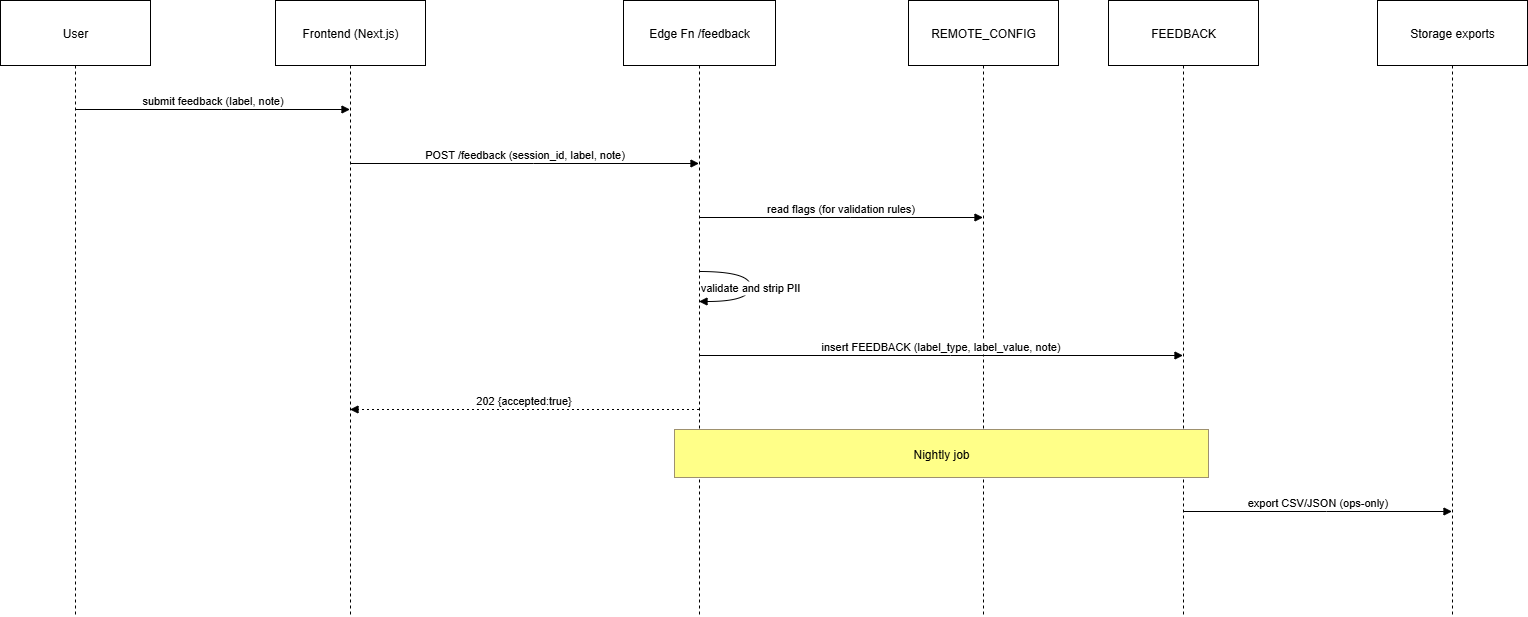 User
Frontend (Next.js)
Edge Fn /feedback
REMOTE_CONFIG
FEEDBACK
Storage exports
submit feedback (label, note)
POST /feedback (session_id, label, note)
read flags (for validation rules)
validate and strip PII
insert FEEDBACK (label_type, label_value, note)
202 {accepted:true}
Nightly job
export CSV/JSON (ops-only)